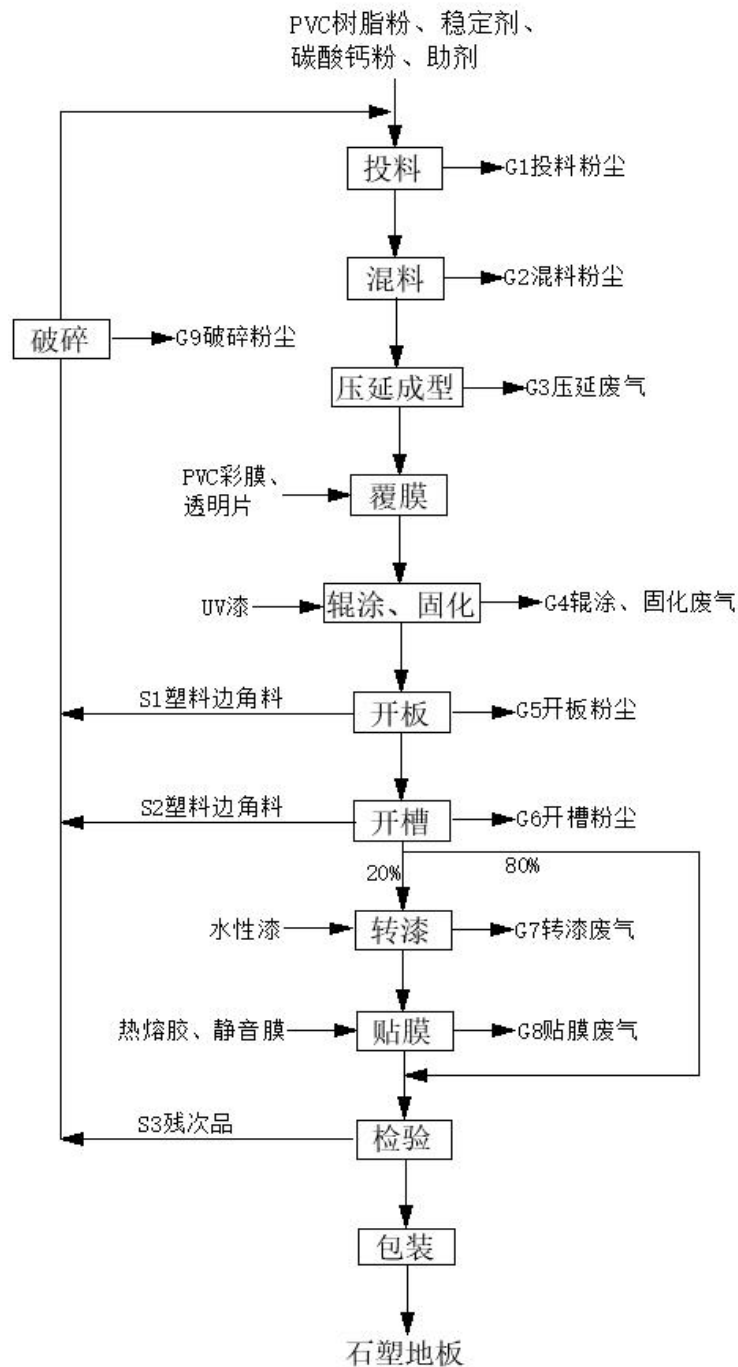 PVC树脂粉、稳定剂、
碳酸钙粉、助剂
投料
G1投料粉尘
混料
G2混料粉尘
破碎
G9破碎粉尘
压延成型
G3压延废气
PVC彩膜、
透明片
覆膜
UV漆
辊涂、固化
G4辊涂、固化废气
S1塑料边角料
开板
G5开板粉尘
S2塑料边角料
开槽
G6开槽粉尘
20%
80%
水性漆
转漆
G7转漆废气
热熔胶、静音膜
贴膜
G8贴膜废气
S3残次品
检验
包装
石塑地板